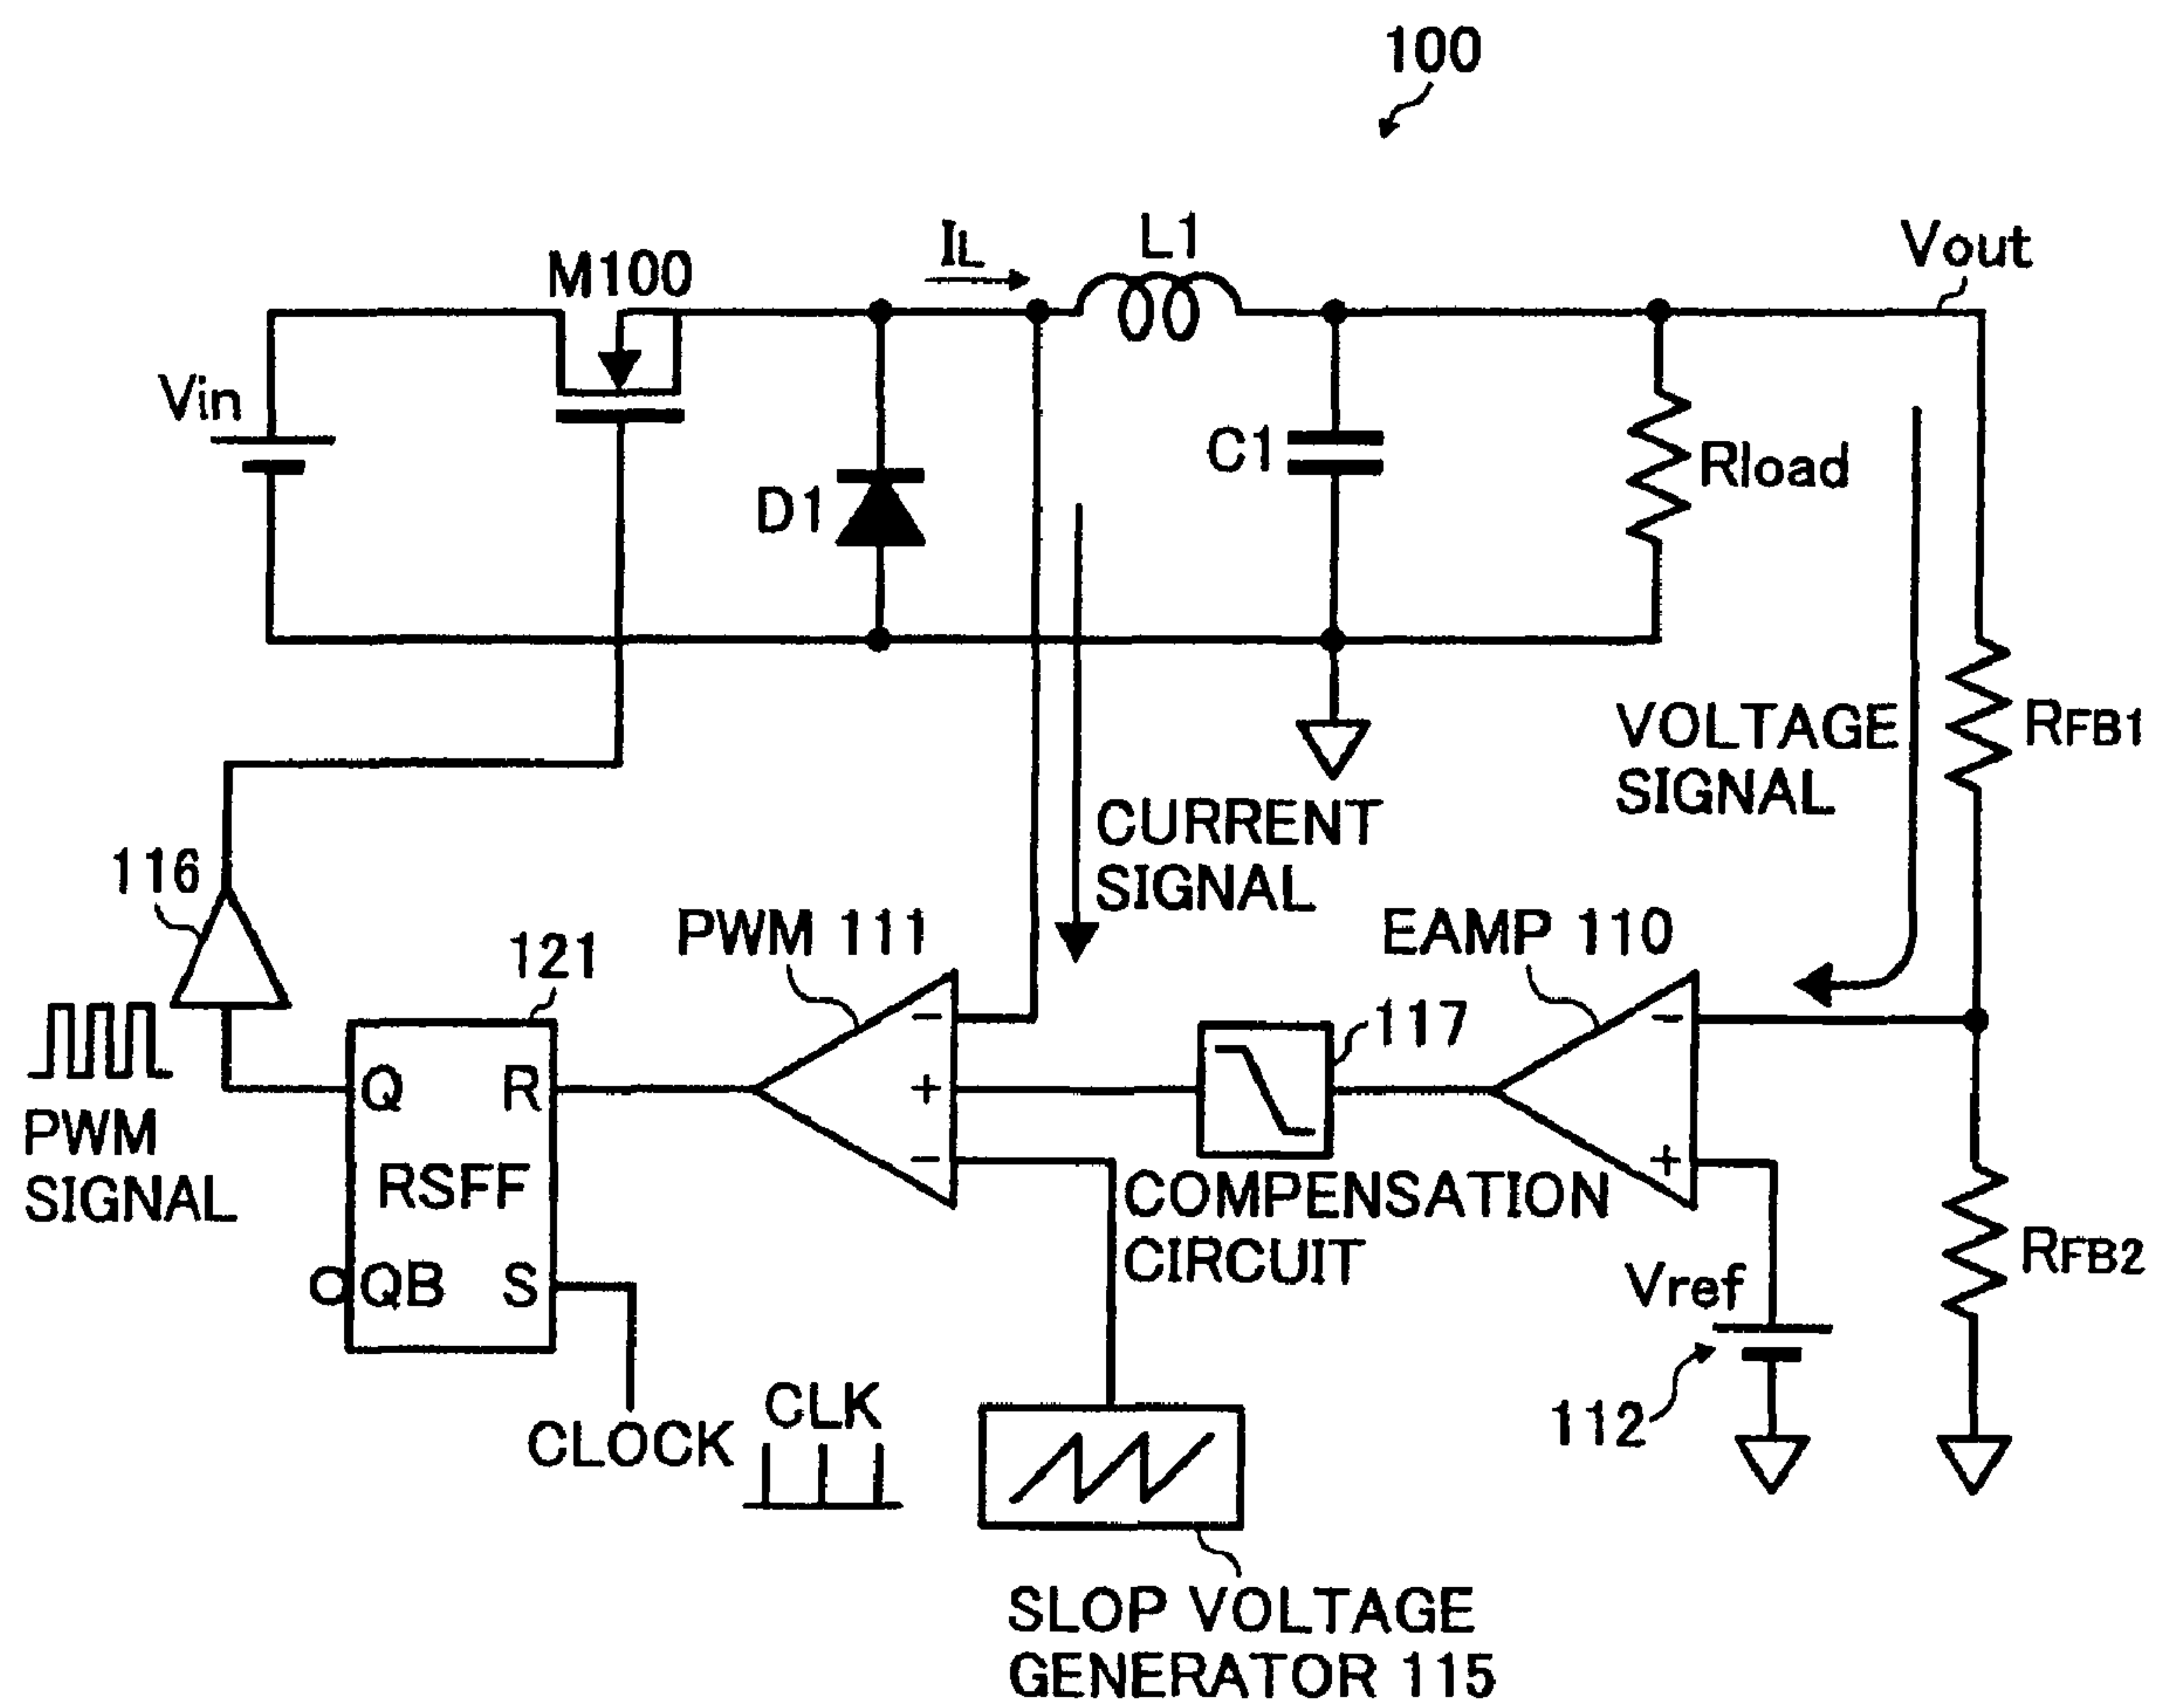 100
IL
L1
Vout
M100
Vin
C1
Rload
D1
VOLTAGE
SIGNAL
RFB1
CURRENT
SIGNAL
116
121
PWM 111
EAMP 110
117
−
−
Q
R
+
PWM
SIGNAL
RSFF
−
+
COMPENSATION
CIRCUIT
QB
S
Vref
RFB2
CLOCK
CLK
112
SLOP VOLTAGE
GENERATOR 115